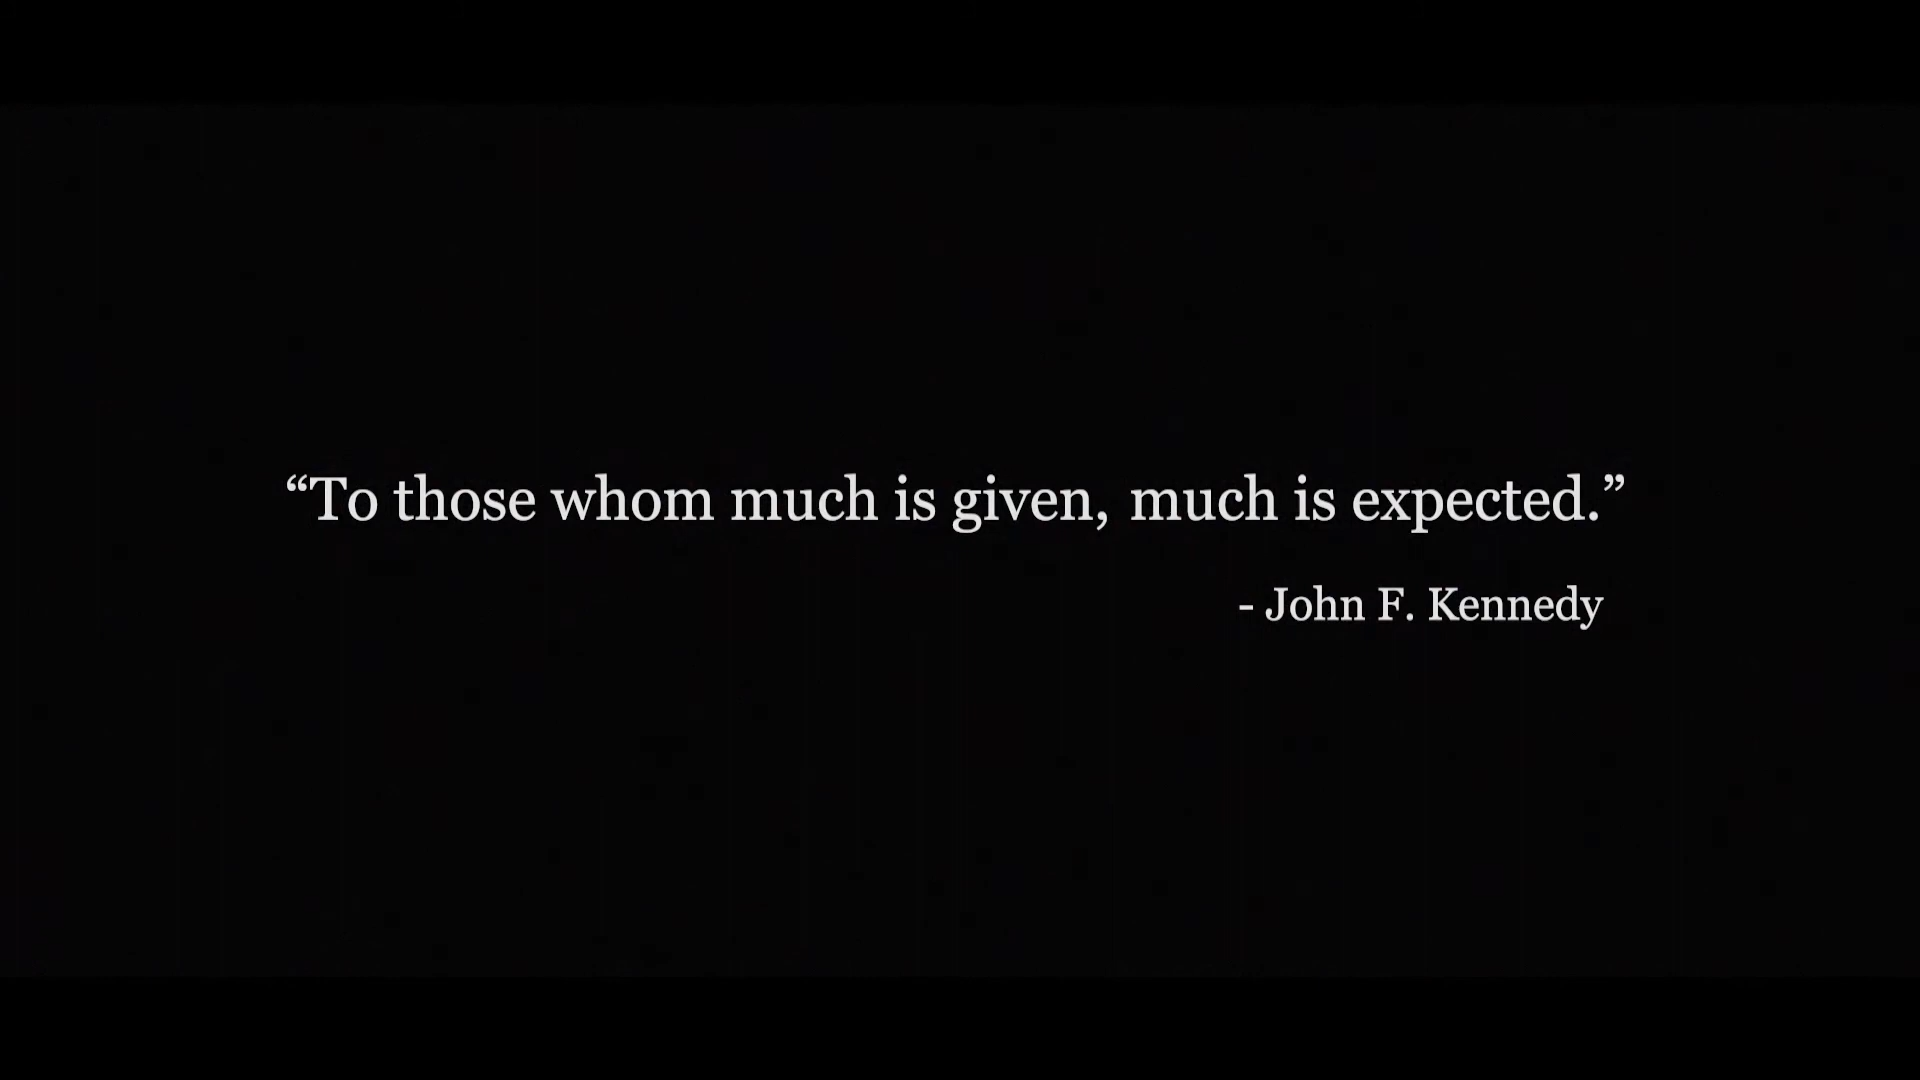 “To those whom much is given, much is expected.”
- John F. Kennedy